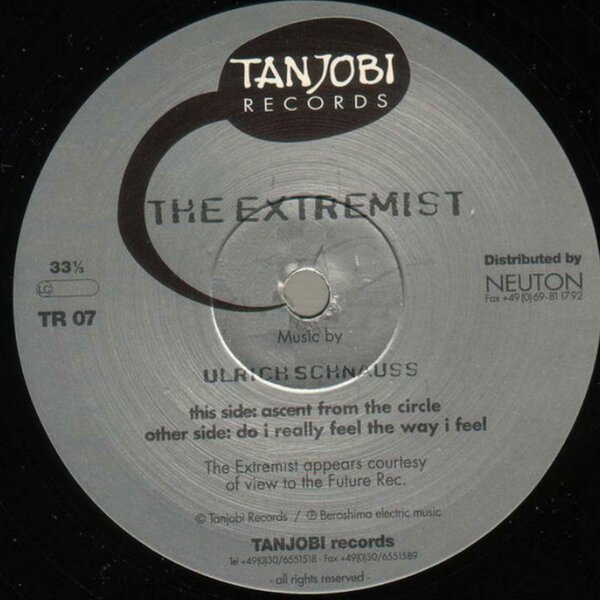 TANJOBI
RECORDS
THE EXTREMIST
33⅓
LC
TR 07
Distributed by
NEUTON
Fax +49(0)69-81 17 92
Music by
ULRICH SCHNAUSS
this side: ascent from the circle
other side: do i really feel the way i feel
The Extremist appears courtesy
of view to the Future Rec.
© Tanjobi Records / ℗ Beroshima electric music
TANJOBI records
Tel +49(0)30/6551518 · Fax +49(0)30/6551589
- all rights reserved -